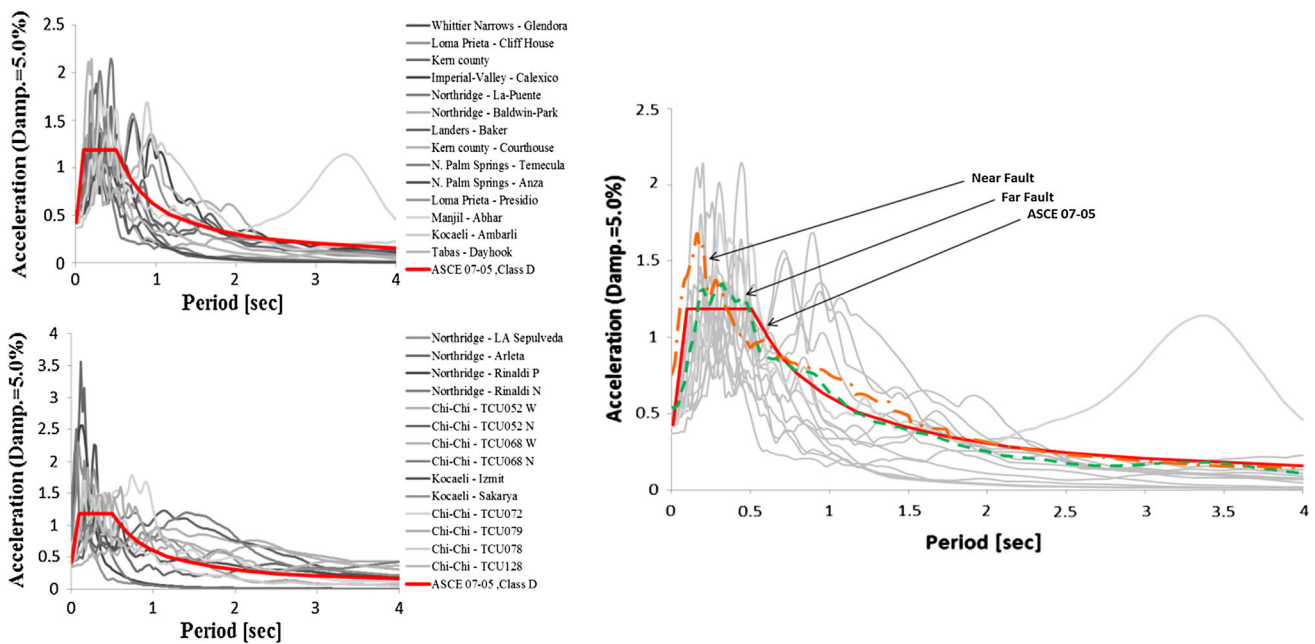 Acceleration (Damp.=5.0%)
2.5
2
1.5
1
0.5
0
0
1
2
3
4
Period [sec]
Whittier Narrows - Glendora
Loma Prieta - Cliff House
Kern county
Imperial-Valley - Calexico
Northridge - La-Puente
Northridge - Baldwin-Park
Landers - Baker
Kern county - Courthouse
N. Palm Springs - Temecula
N. Palm Springs - Anza
Loma Prieta - Presidio
Manjil - Abhar
Kocaeli - Ambarli
Tabas - Dayhook
ASCE 07-05 ,Class D
Acceleration (Damp.=5.0%)
4
3.5
3
2.5
2
1.5
1
0.5
0
0
1
2
3
4
Period [sec]
Northridge - LA Sepulveda
Northridge - Arleta
Northridge - Rinaldi P
Northridge - Rinaldi N
Chi-Chi - TCU052 W
Chi-Chi - TCU052 N
Chi-Chi - TCU068 W
Chi-Chi - TCU068 N
Kocaeli - Izmit
Kocaeli - Sakarya
Chi-Chi - TCU072
Chi-Chi - TCU079
Chi-Chi - TCU078
Chi-Chi - TCU128
ASCE 07-05 ,Class D
Acceleration (Damp.=5.0%)
2.5
2
1.5
1
0.5
0
0
0.5
1
1.5
2
2.5
3
3.5
4
Period [sec]
Near Fault
Far Fault
ASCE 07-05